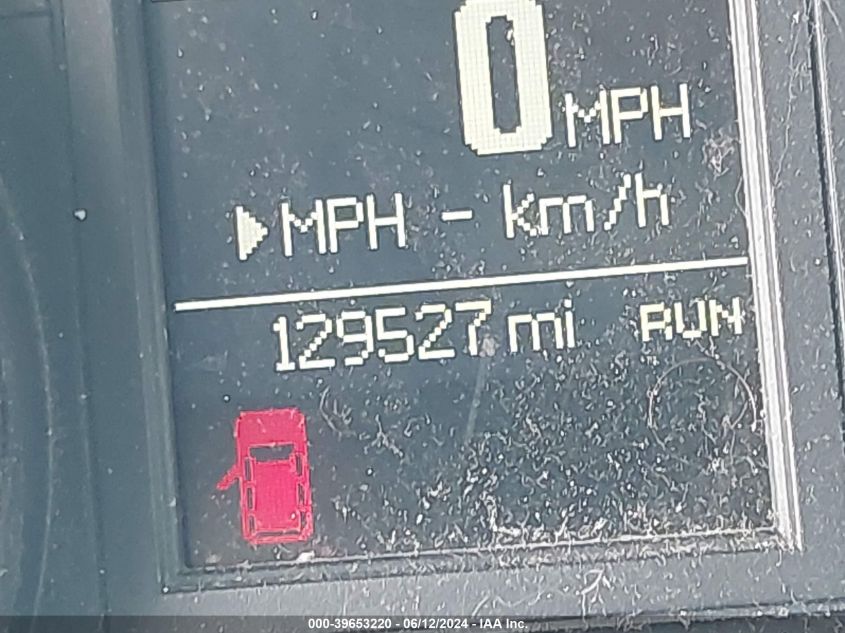 0 MPH
MPH - km/h
129527 mi RUN
000-39653220 - 06/12/2024 - IAA Inc.